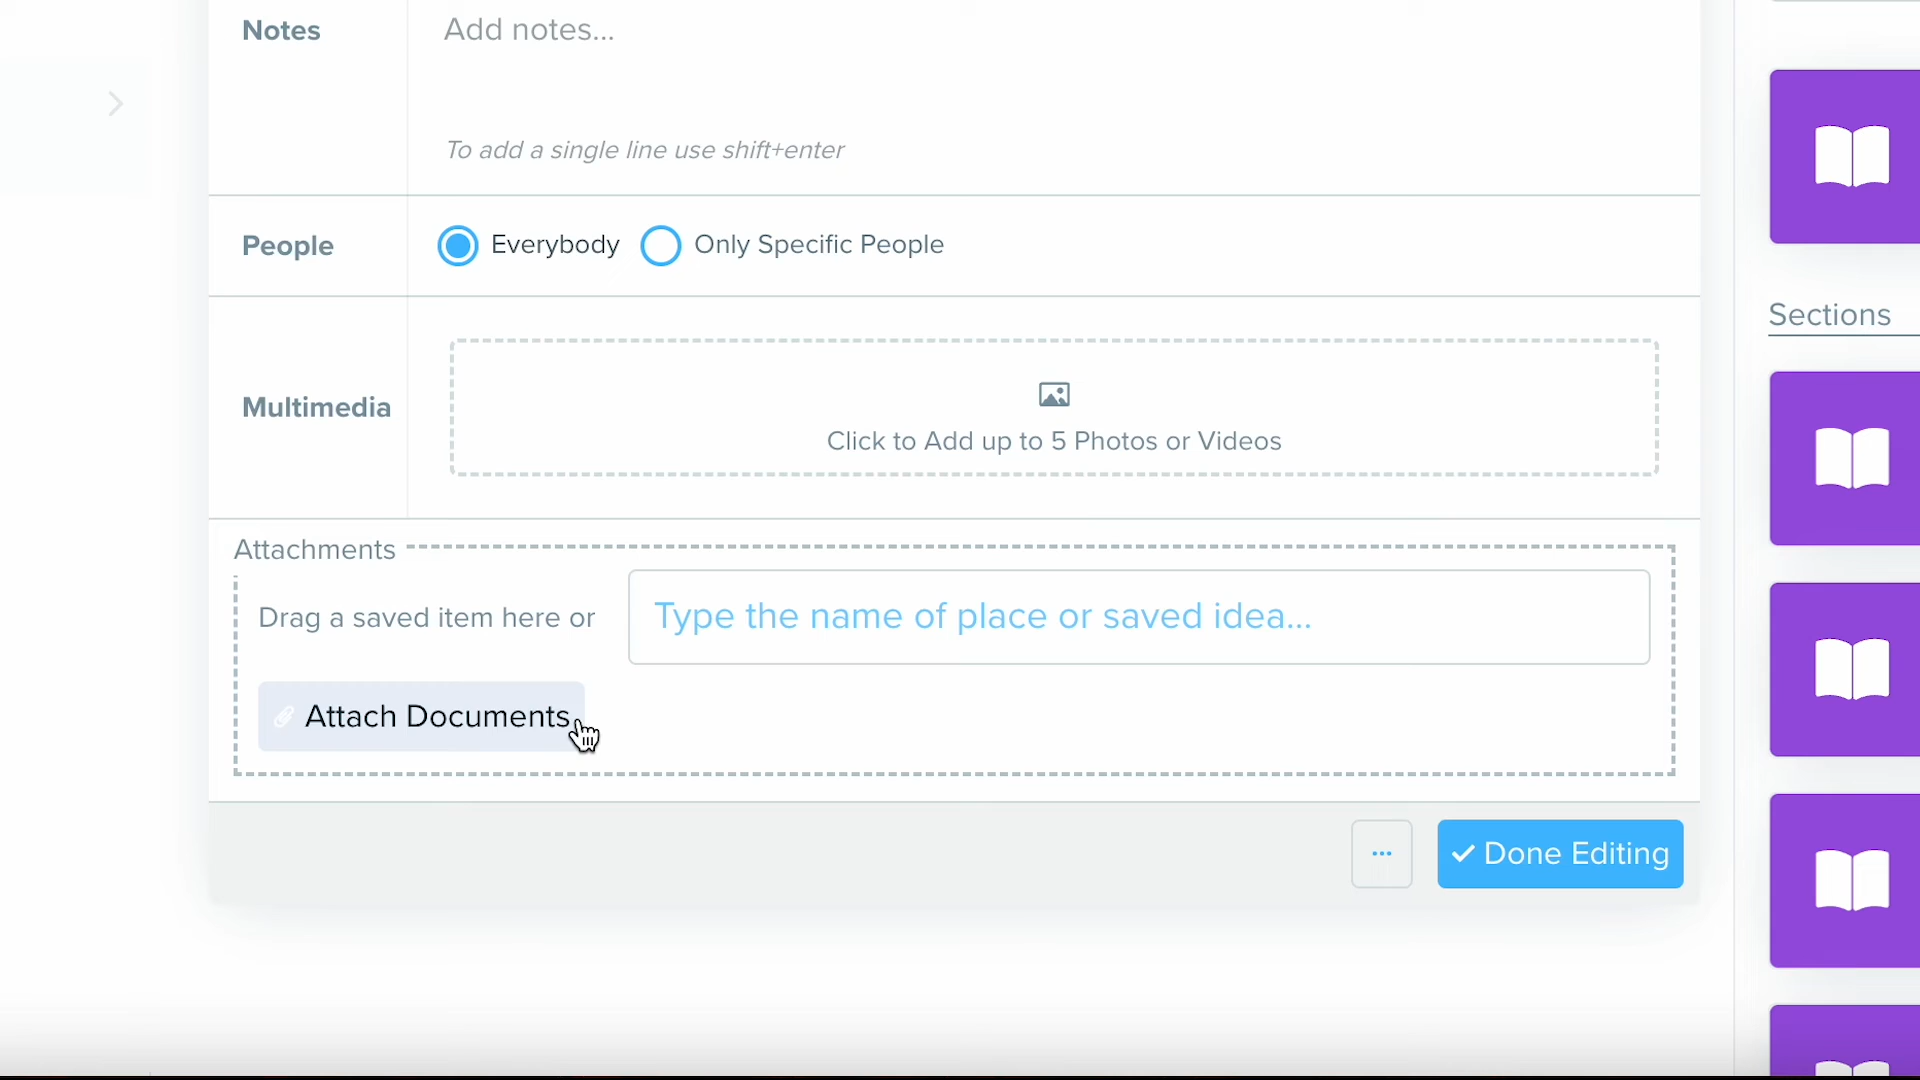 Notes
Add notes...
To add a single line use shift+enter
People
Everybody
Only Specific People
Sections
Multimedia
Click to Add up to 5 Photos or Videos
Attachments
Drag a saved item here or
Type the name of place or saved idea...
Attach Documents
...
Done Editing